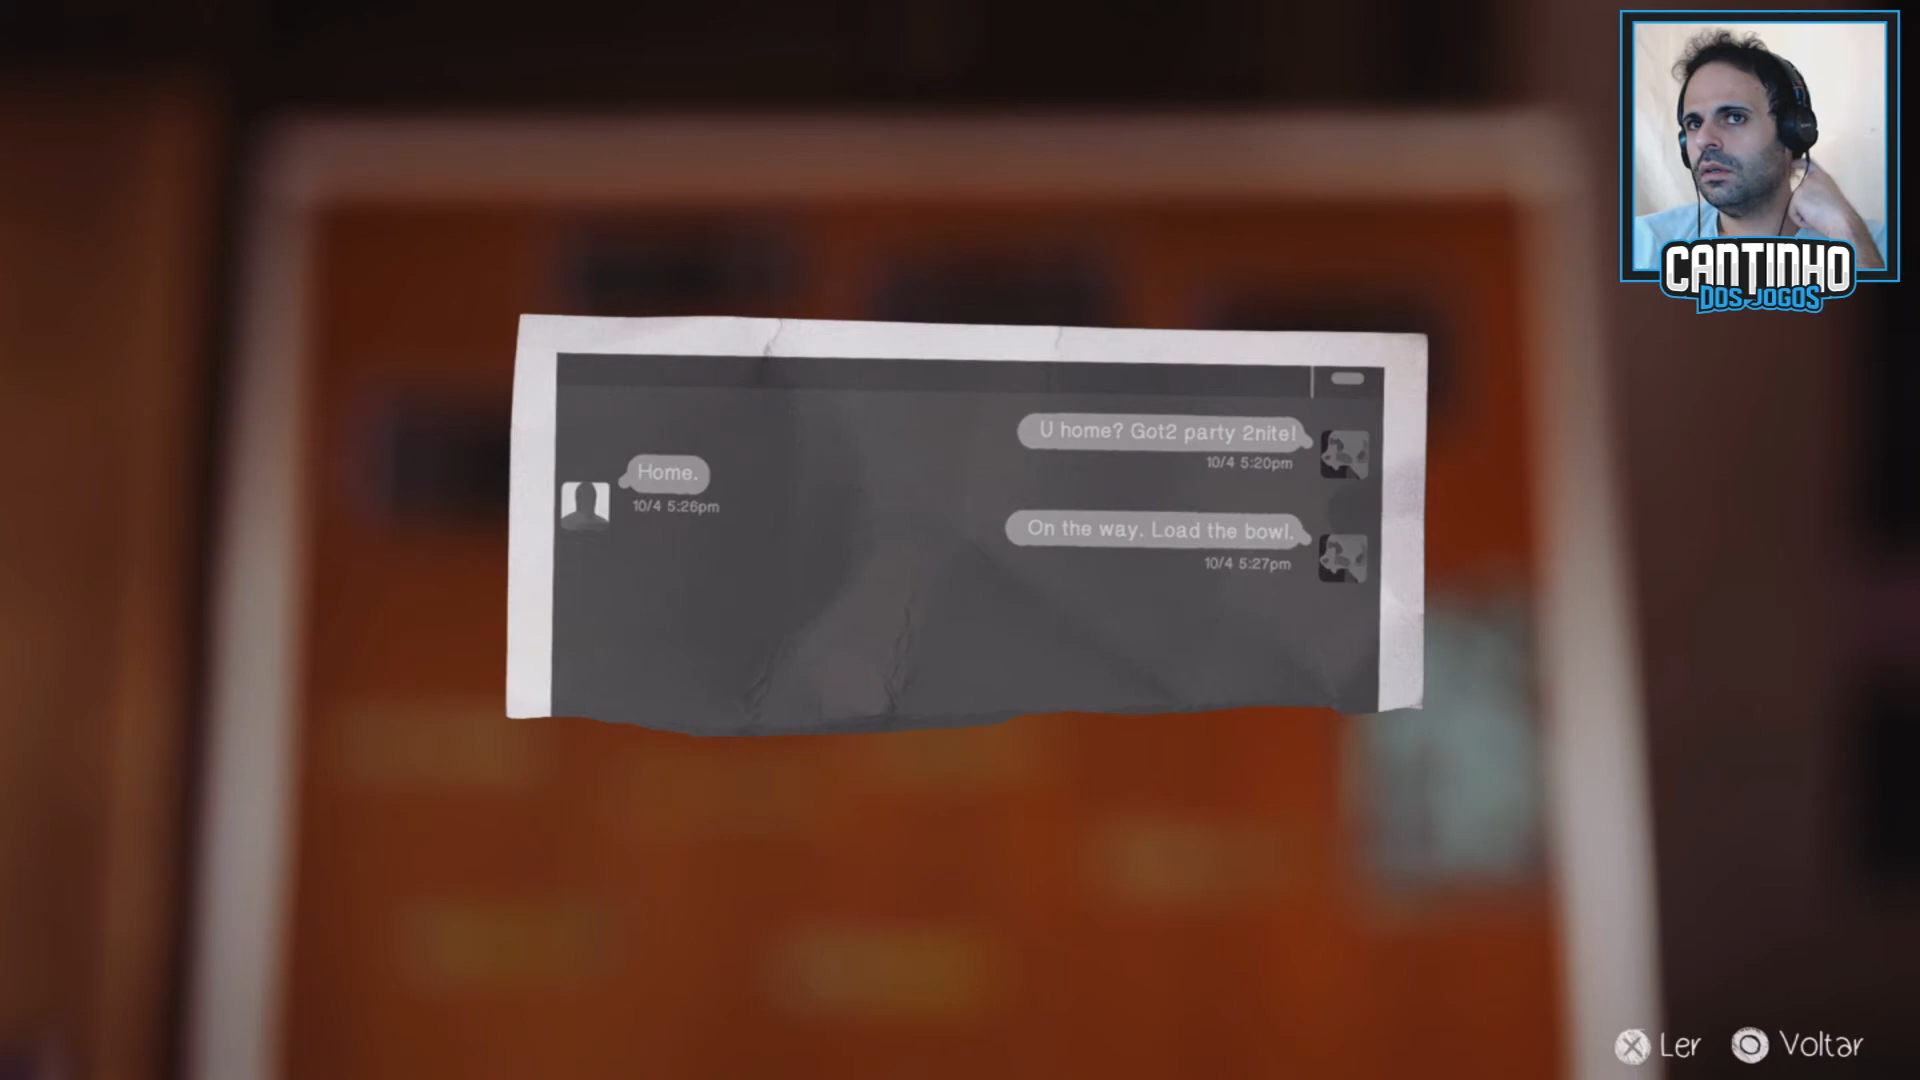 CANTINHO
DOS JOGOS
U home? Got2 party 2nite!
10/4 5:20pm
Home.
10/4 5:26pm
On the way. Load the bowl.
10/4 5:27pm
Ler
Voltar